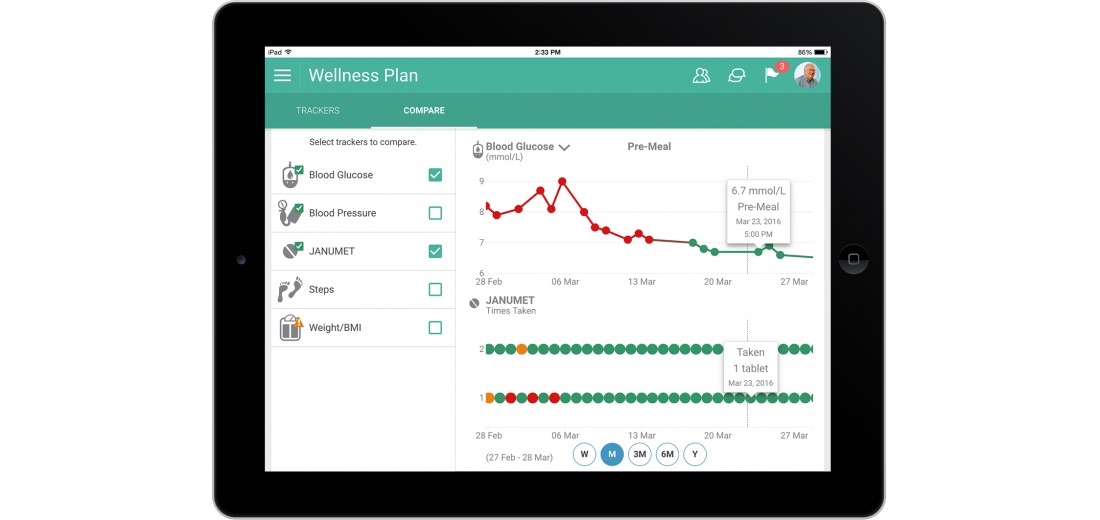 iPad 2:33 PM 86%
Wellness Plan 3
TRACKERS COMPARE
Select trackers to compare.
Blood Glucose
Blood Pressure
JANUMET
Steps
Weight/BMI
Blood Glucose Pre-Meal
(mmol/L)
9
8
7
6
6.7 mmol/L
Pre-Meal
Mar 23, 2016
5:00 PM
28 Feb 06 Mar 13 Mar 20 Mar 27 Mar
JANUMET
Times Taken
2
1
Taken
1 tablet
Mar 23, 2016
28 Feb 06 Mar 13 Mar 20 Mar 27 Mar
(27 Feb - 28 Mar) W M 3M 6M Y